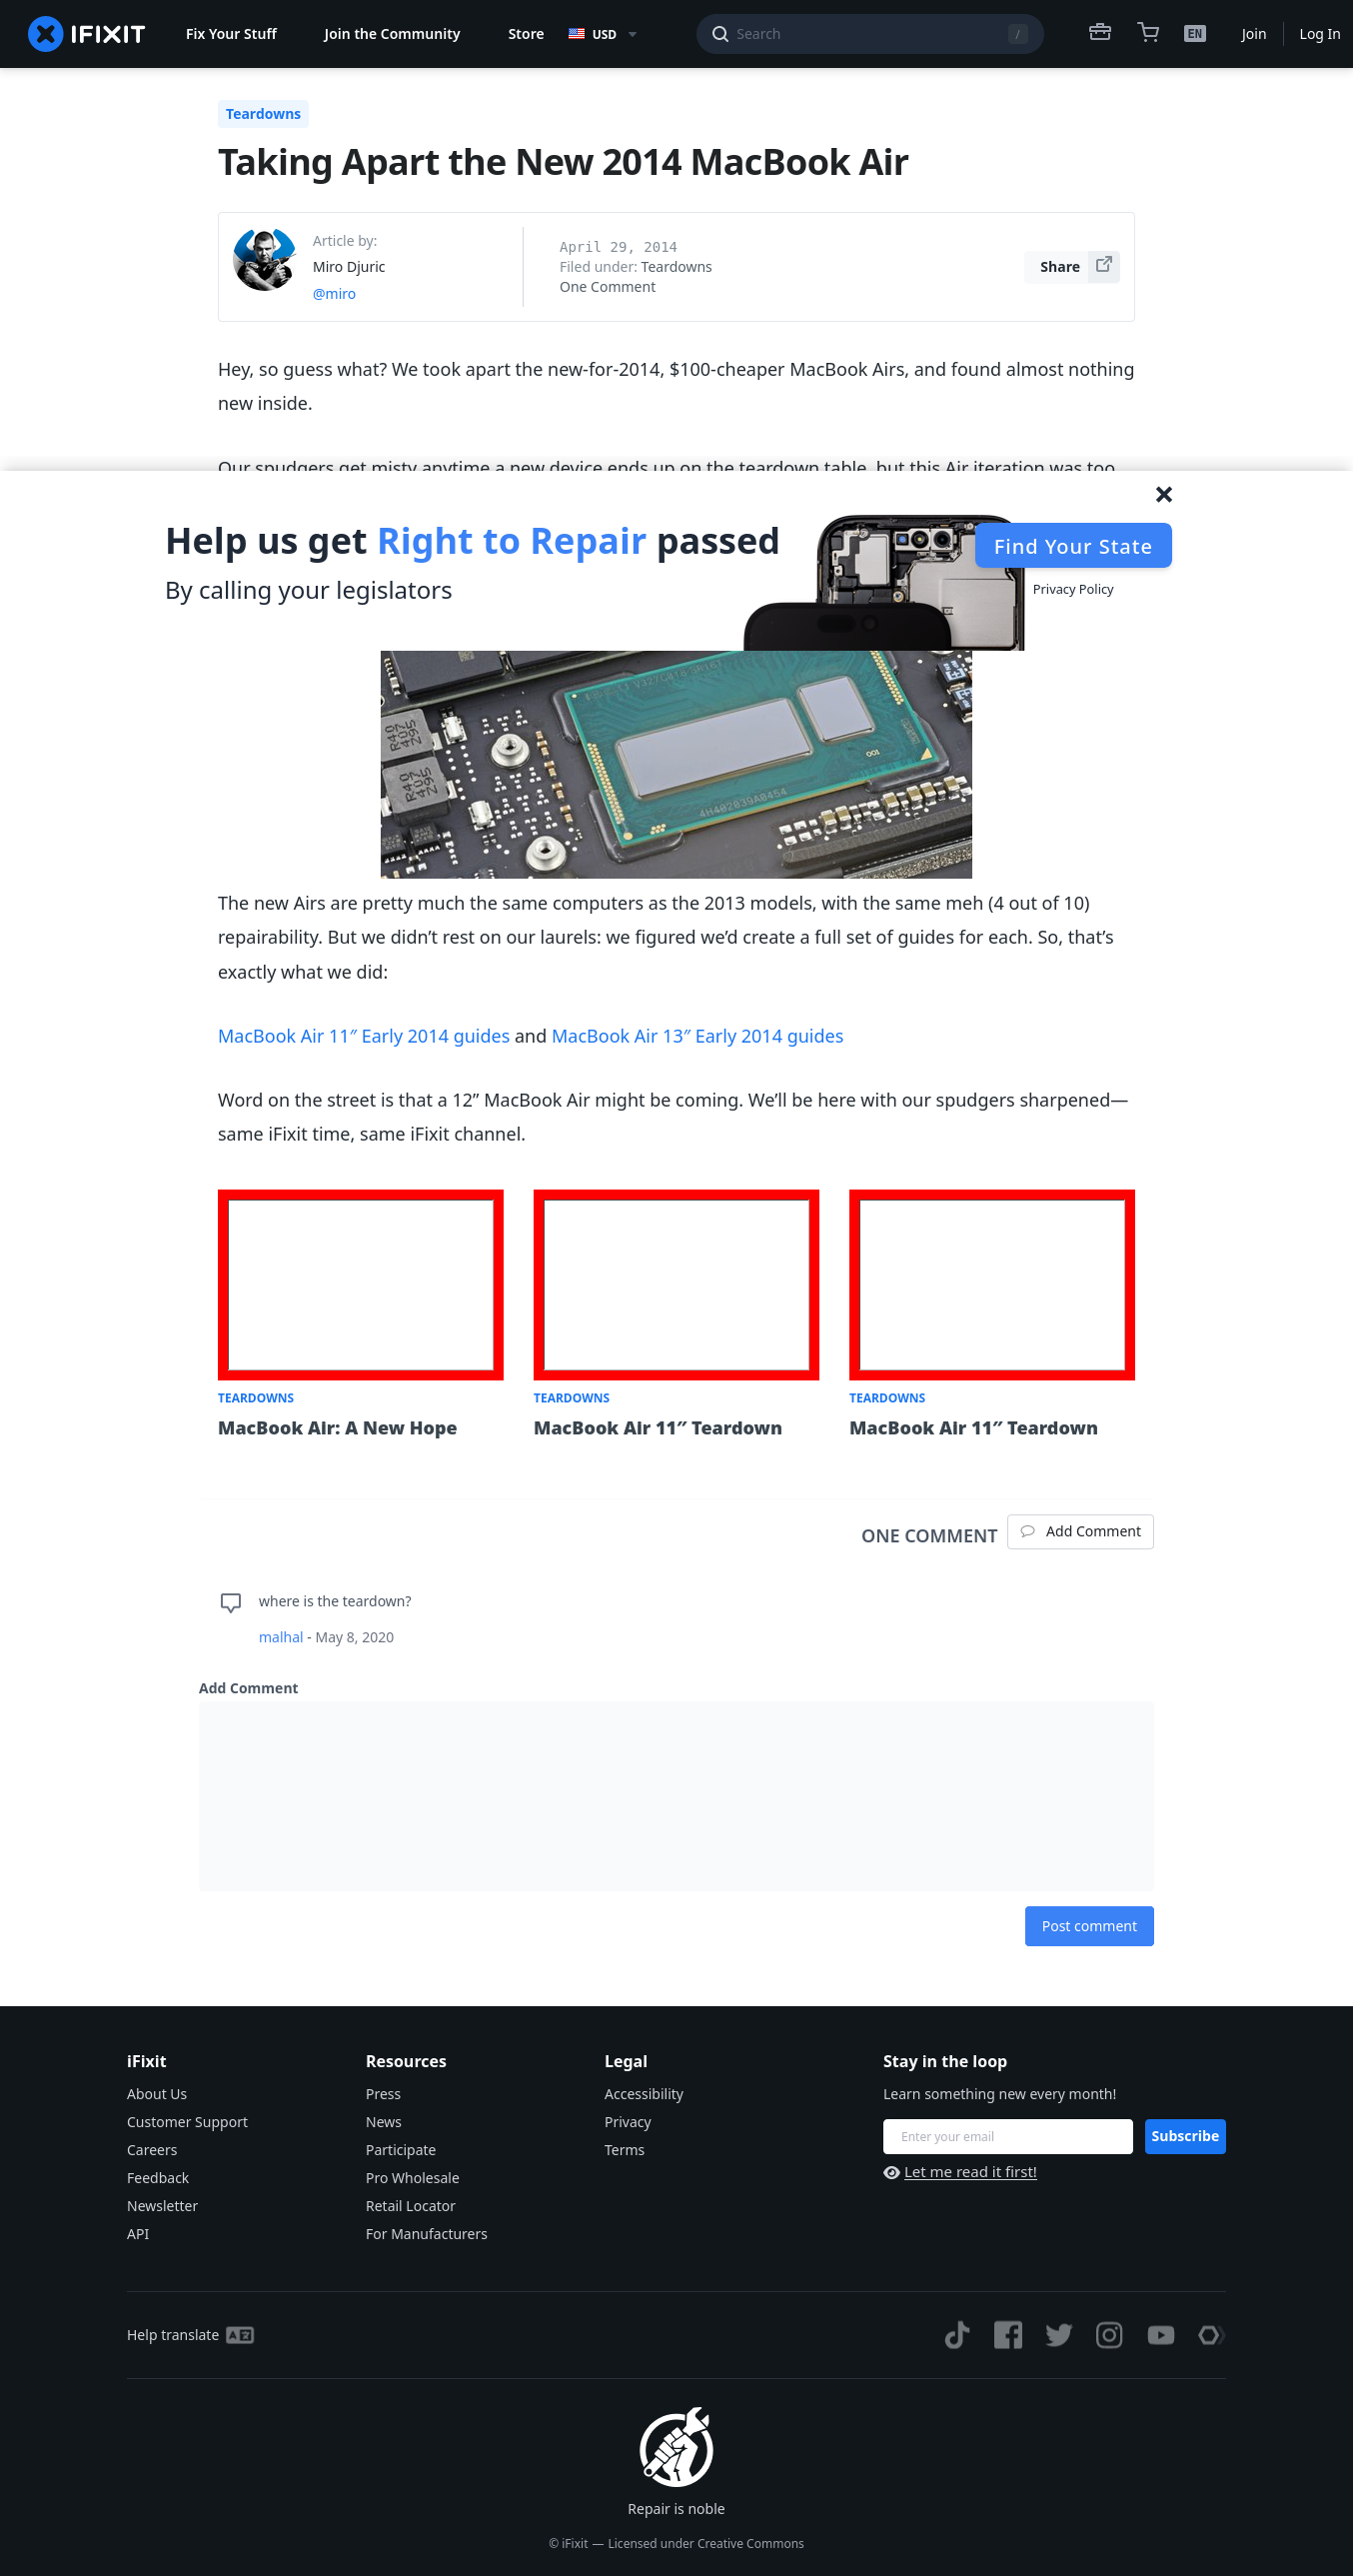 IFIXIT
Fix Your Stuff
Join the Community
Store
USD
Search
/
EN
Join
Log In
Teardowns
Taking Apart the New 2014 MacBook Air
Article by:
Miro Djuric
@miro
April 29, 2014
Filed under: Teardowns
One Comment
Share
Hey, so guess what? We took apart the new-for-2014, $100-cheaper MacBook Airs, and found almost nothing
new inside.
Our spudgers get misty anytime a new device ends up on the teardown table, but this Air iteration was too
Help us get Right to Repair passed
By calling your legislators
Find Your State
Privacy Policy
4H402039A0454
The new Airs are pretty much the same computers as the 2013 models, with the same meh (4 out of 10)
repairability. But we didn’t rest on our laurels: we figured we’d create a full set of guides for each. So, that’s
exactly what we did:
MacBook Air 11″ Early 2014 guides and MacBook Air 13″ Early 2014 guides
Word on the street is that a 12” MacBook Air might be coming. We’ll be here with our spudgers sharpened—
same iFixit time, same iFixit channel.
TEARDOWNS
MacBook Air: A New Hope
TEARDOWNS
MacBook Air 11″ Teardown
TEARDOWNS
MacBook Air 11″ Teardown
ONE COMMENT
Add Comment
where is the teardown?
malhal - May 8, 2020
Add Comment
Post comment
iFixit
About Us
Customer Support
Careers
Feedback
Newsletter
API
Resources
Press
News
Participate
Pro Wholesale
Retail Locator
For Manufacturers
Legal
Accessibility
Privacy
Terms
Stay in the loop
Learn something new every month!
Enter your email
Subscribe
Let me read it first!
Help translate
Repair is noble
© iFixit — Licensed under Creative Commons